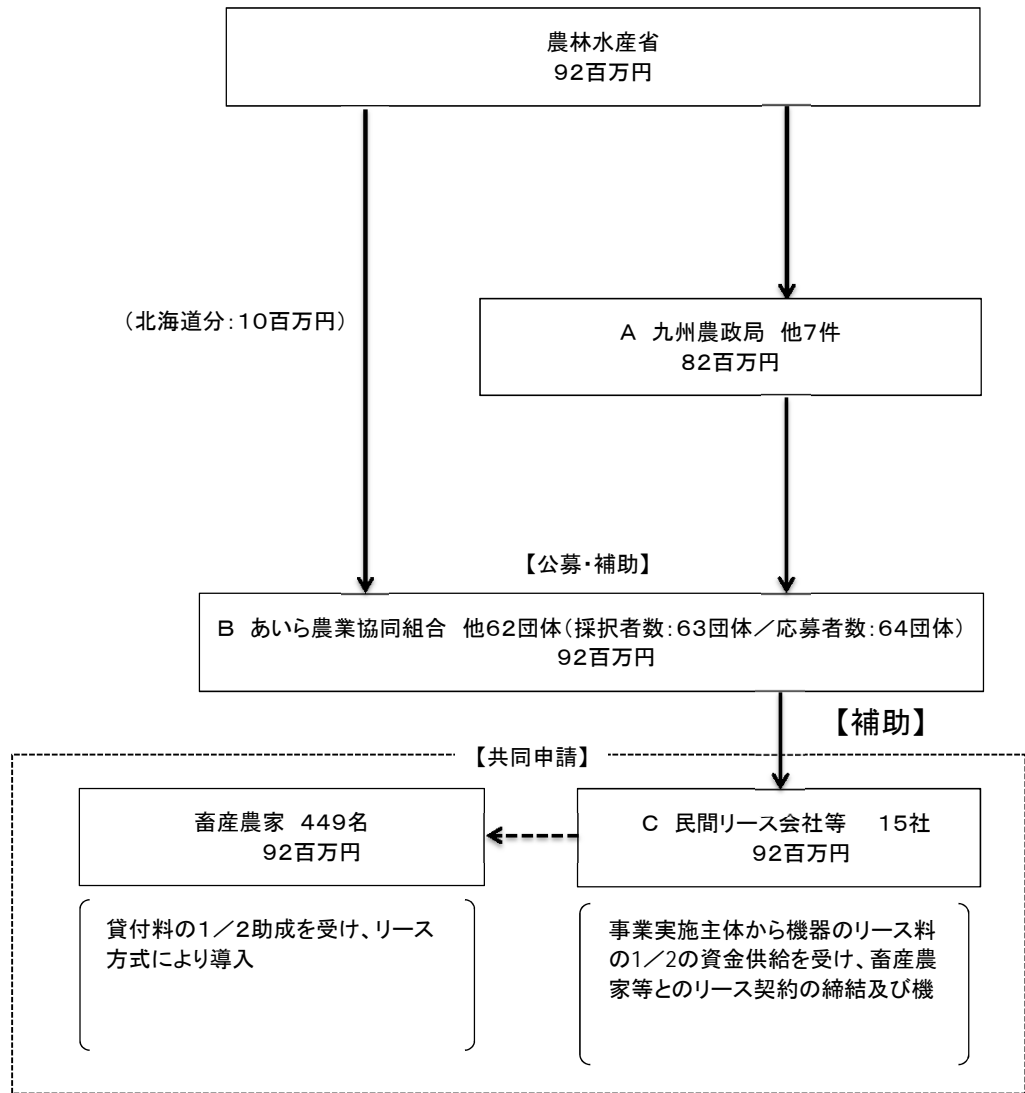 農林水産省
92百万円
（北海道分：10百万円）
A 九州農政局 他7件
82百万円
【公募・補助】
B あいら農業協同組合 他62団体（採択者数：63団体／応募者数：64団体）
92百万円
【補助】
【共同申請】
畜産農家 449名
92百万円
C 民間リース会社等 15社
92百万円
貸付料の1／2助成を受け、リース
方式により導入
事業実施主体から機器のリース料
の1／2の資金供給を受け、畜産農
家等とのリース契約の締結及び機